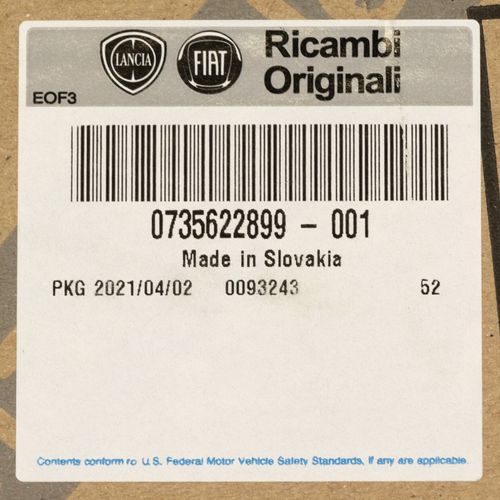 LANCIA FIAT Ricambi
Originali
EOF3
0735622899 - 001
Made in Slovakia
PKG 2021/04/02 0093243 52
Contents conform to U.S. Federal Motor Vehicle Safety Standards, if any are applicable.